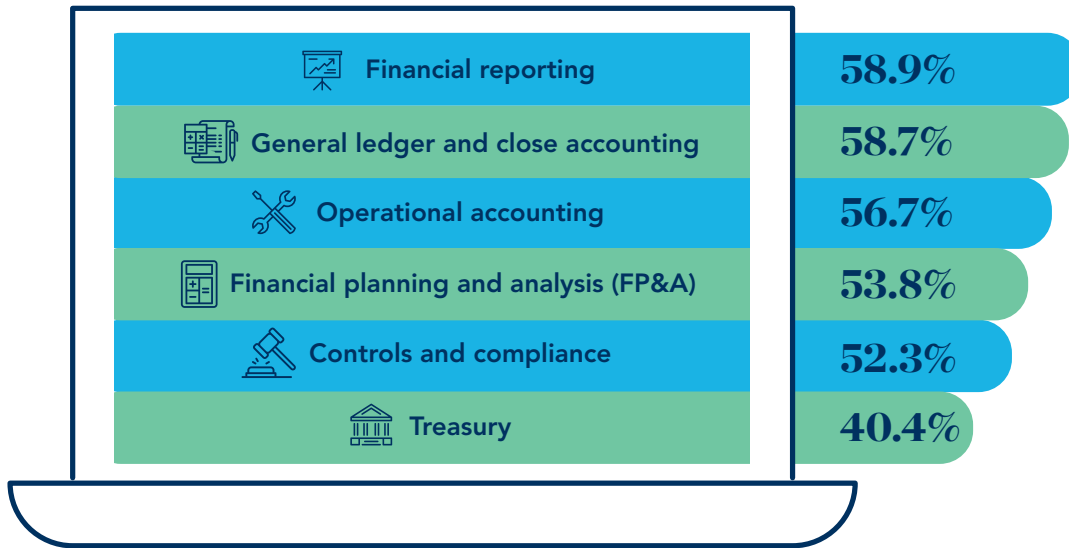 Financial reporting 58.9%
General ledger and close accounting 58.7%
Operational accounting 56.7%
Financial planning and analysis (FP&A) 53.8%
Controls and compliance 52.3%
Treasury 40.4%